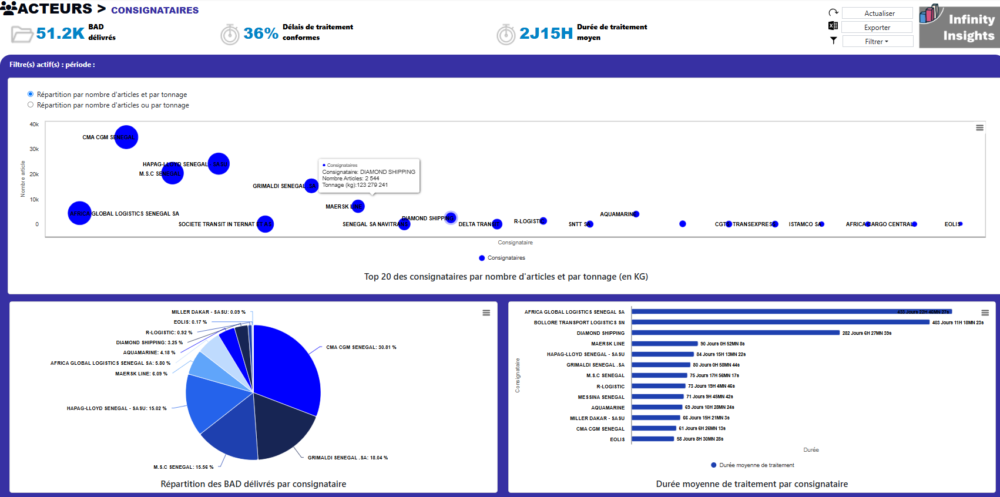 ACTEURS > CONSIGNATAIRES
51.2K BAD délivrés
36% Délais de traitement conformes
2J15H Durée de traitement moyen
Actualiser
Exporter
Filtrer
Infinity
Insights
Filtre(s) actif(s) : période :
Répartition par nombre d'articles et par tonnage
Répartition par nombre d'articles ou par tonnage
40k
30k
20k
10k
0
Nombre article
CMA CGM SENEGAL
HAPAG-LLOYD SENEGAL - SASU
M.S.C SENEGAL
GRIMALDI SENEGAL .SA
Consignataires
Consignataire: DIAMOND SHIPPING
Nombre Articles: 2 544
Tonnage (kg):123 279 241
MAERSK LINE
AFRICA GLOBAL LOGISTICS SENEGAL SA
SOCIETE TRANSIT IN TERNAT ET AS
SENEGAL SA NAVITRANS
DIAMOND SHIPPING
DELTA TRANSIT
R-LOGISTIC
SNTT SA
AQUAMARINE
CGTS TRANSEXPRESS
ISTAMCO SA
AFRICA CARGO CENTRAL
EOLIS
Consignataire
Consignataires
Top 20 des consignataires par nombre d'articles et par tonnage (en KG)
MILLER DAKAR - SASU: 0.09 %
EOLIS: 0.17 %
R-LOGISTIC: 0.92 %
DIAMOND SHIPPING: 3.25 %
AQUAMARINE: 4.18 %
AFRICA GLOBAL LOGISTICS SENEGAL SA: 5.80 %
MAERSK LINE: 6.09 %
HAPAG-LLOYD SENEGAL - SASU: 15.02 %
M.S.C SENEGAL: 15.56 %
GRIMALDI SENEGAL .SA: 18.04 %
CMA CGM SENEGAL: 30.81 %
Répartition des BAD délivrés par consignataire
Consignataire
AFRICA GLOBAL LOGISTICS SENEGAL SA 433 Jours 22H 46MN 27s
BOLLORE TRANSPORT LOGISTICS SN 403 Jours 11H 18MN 23s
DIAMOND SHIPPING 282 Jours 6H 27MN 39s
MAERSK LINE 90 Jours 0H 52MN 8s
HAPAG-LLOYD SENEGAL - SASU 84 Jours 15H 13MN 22s
GRIMALDI SENEGAL .SA 80 Jours 0H 58MN 44s
M.S.C SENEGAL 75 Jours 17H 56MN 17s
R-LOGISTIC 73 Jours 19H 4MN 46s
MESSINA SENEGAL 71 Jours 9H 45MN 42s
AQUAMARINE 69 Jours 10H 28MN 24s
MILLER DAKAR - SASU 66 Jours 15H 21MN 3s
CMA CGM SENEGAL 61 Jours 6H 26MN 13s
EOLIS 58 Jours 8H 30MN 28s
Durée
Durée moyenne de traitement
Durée moyenne de traitement par consignataire